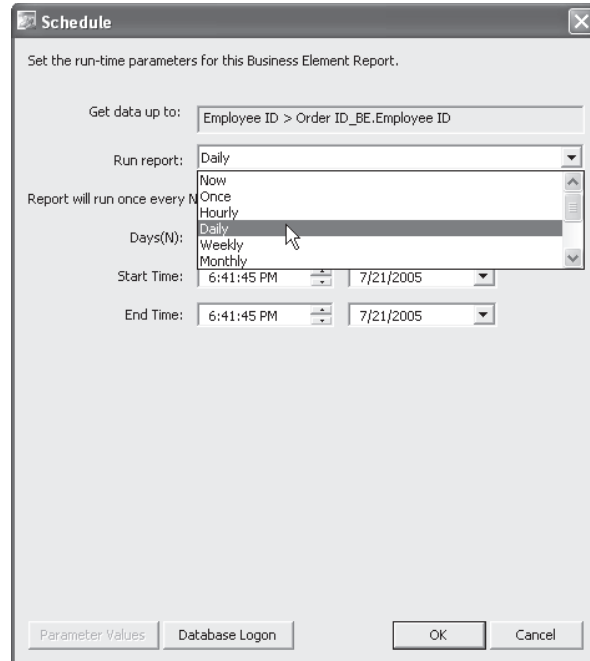 Schedule
Set the run-time parameters for this Business Element Report.
Get data up to: Employee ID > Order ID_BE.Employee ID
Run report: Daily
Now
Report will run once every N Once
Hourly
Daily
Days(N):
Weekly
Monthly
Start Time: 6:41:45 PM 7/21/2005
End Time: 6:41:45 PM 7/21/2005
Parameter Values Database Logon OK Cancel